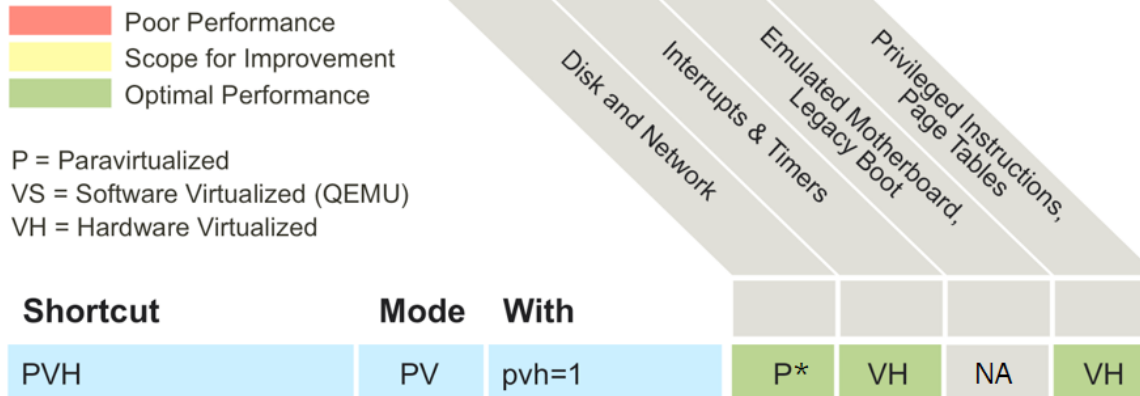 Poor Performance
Scope for Improvement
Optimal Performance
P = Paravirtualized
VS = Software Virtualized (QEMU)
VH = Hardware Virtualized
Disk and Network
Interrupts & Timers
Emulated Motherboard,
Legacy Boot
Privileged Instructions,
Page Tables
Shortcut Mode With
PVH PV pvh=1 P* VH NA VH